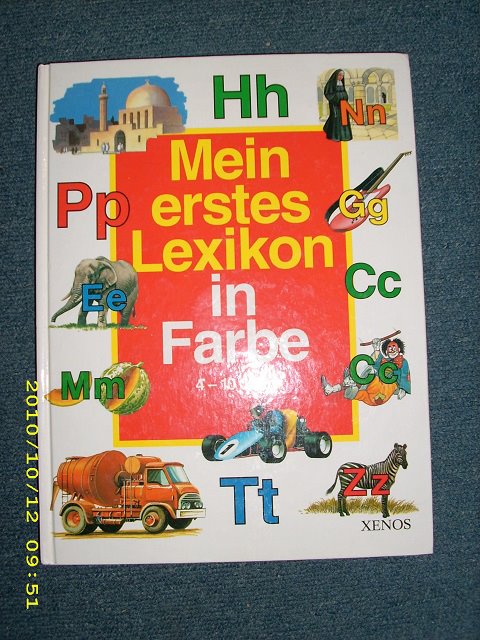 Hh
Nn
Mein
erstes
Lexikon
in
Farbe
Pp
Gg
Ee
Cc
Mm
Cc
Tt
Zz
XENOS
2010/10/12 09:51